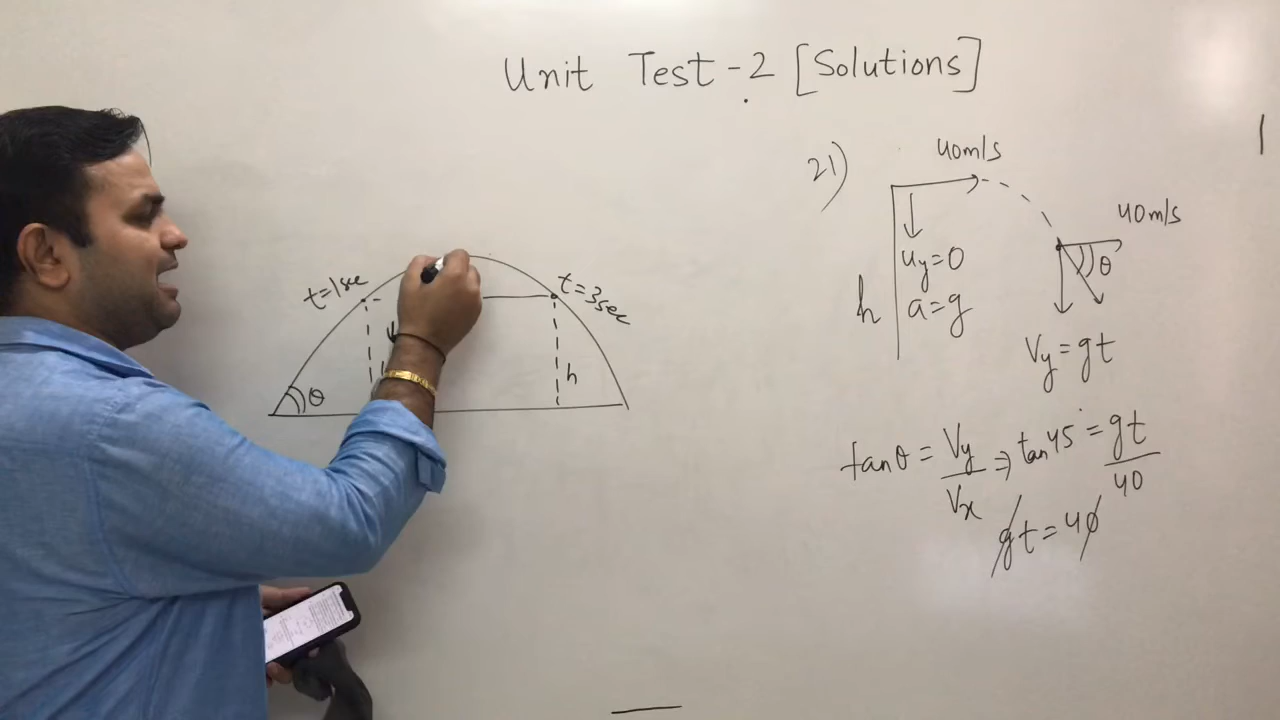 Unit Test - 2 [Solutions]
t=1sec
t=3sec
θ
h
21)
40m/s
40m/s
uy=0
θ
h
a=g
Vy=gt
tanθ = Vy/Vx ⇒ tan45° = gt/40
gt=40